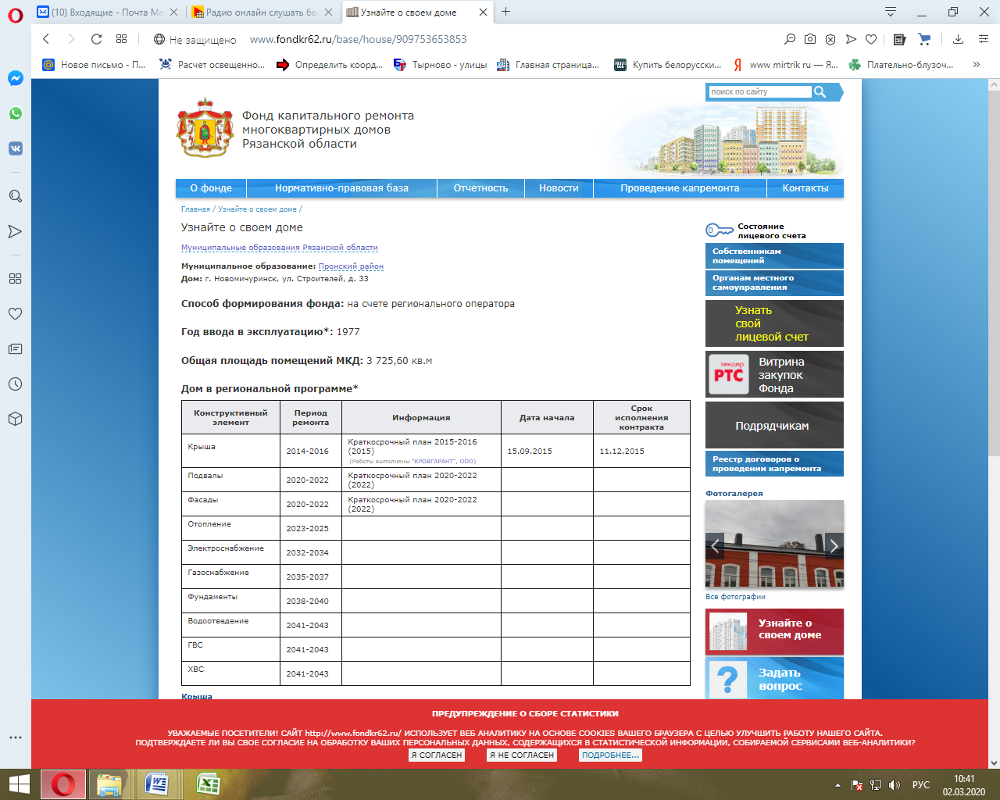 (10) Входящие - Почта Ma
Радио онлайн слушать бе
Узнайте о своем доме
Не защищено
www.fondkr62.ru/base/house/909753653853
Новое письмо - П...
Расчет освещенно...
Определить коорд...
Тырново - улицы
Главная страница...
Купить белорусски...
www mirtrik ru — Я...
Плательно-блузоч...
»
поиск по сайту
Фонд капитального ремонта
многоквартирных домов
Рязанской области
О фонде
Нормативно-правовая база
Отчетность
Новости
Проведение капремонта
Контакты
Главная / Узнайте о своем доме /
Узнайте о своем доме
Муниципальные образования Рязанской области
Муниципальное образование: Пронский район
Дом: г. Новомичуринск, ул. Строителей, д. 33
Способ формирования фонда: на счете регионального оператора
Год ввода в эксплуатацию*: 1977
Общая площадь помещений МКД: 3 725,60 кв.м
Дом в региональной программе*
Конструктивный элемент Период ремонта Информация Дата начала Срок исполнения контракта
Крыша 2014-2016 Краткосрочный план 2015-2016 (2015) 15.09.2015 11.12.2015
(Работы выполнены "КРОВГАРАНТ", ООО)
Подвалы 2020-2022 Краткосрочный план 2020-2022 (2022)
Фасады 2020-2022 Краткосрочный план 2020-2022 (2022)
Отопление 2023-2025
Электроснабжение 2032-2034
Газоснабжение 2035-2037
Фундаменты 2038-2040
Водоотведение 2041-2043
ГВС 2041-2043
ХВС 2041-2043
Крыша
Состояние
лицевого счета
Собственникам
помещений
Органам местного
самоуправления
Узнать
свой
лицевой счет
тендер
РТС
Витрина
закупок
Фонда
Подрядчикам
Реестр договоров о
проведении капремонта
Фотогалерея
Все фотографии
Узнайте о
своем доме
Задать
вопрос
ПРЕДУПРЕЖДЕНИЕ О СБОРЕ СТАТИСТИКИ
УВАЖАЕМЫЕ ПОСЕТИТЕЛИ! САЙТ http://www.fondkr62.ru/ ИСПОЛЬЗУЕТ ВЕБ АНАЛИТИКУ НА ОСНОВЕ COOKIES ВАШЕГО БРАУЗЕРА С ЦЕЛЬЮ УЛУЧШИТЬ РАБОТУ НАШЕГО САЙТА.
ПОДТВЕРЖДАЕТЕ ЛИ ВЫ СВОЕ СОГЛАСИЕ НА ОБРАБОТКУ ВАШИХ ПЕРСОНАЛЬНЫХ ДАННЫХ, СОДЕРЖАЩИХСЯ В СТАТИСТИЧЕСКОЙ ИНФОРМАЦИИ, СОБИРАЕМОЙ СЕРВИСАМИ ВЕБ-АНАЛИТИКИ?
Я СОГЛАСЕН
Я НЕ СОГЛАСЕН
ПОДРОБНЕЕ...
РУС
10:41
02.03.2020